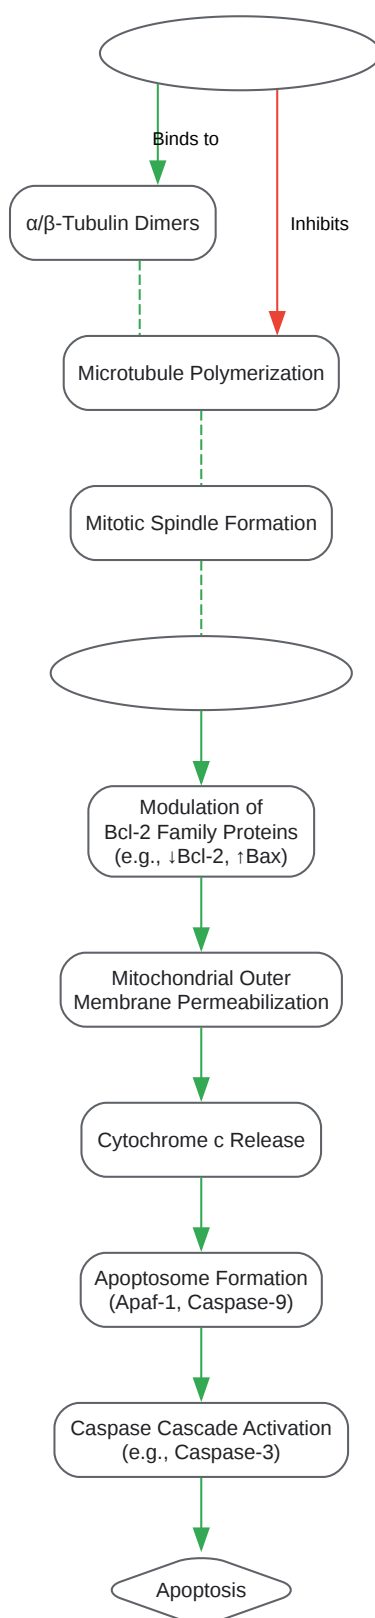 Binds to
α/β-Tubulin Dimers
Inhibits
Microtubule Polymerization
Mitotic Spindle Formation
Modulation of
Bcl-2 Family Proteins
(e.g., ↓Bcl-2, ↑Bax)
Mitochondrial Outer
Membrane Permeabilization
Cytochrome c Release
Apoptosome Formation
(Apaf-1, Caspase-9)
Caspase Cascade Activation
(e.g., Caspase-3)
Apoptosis